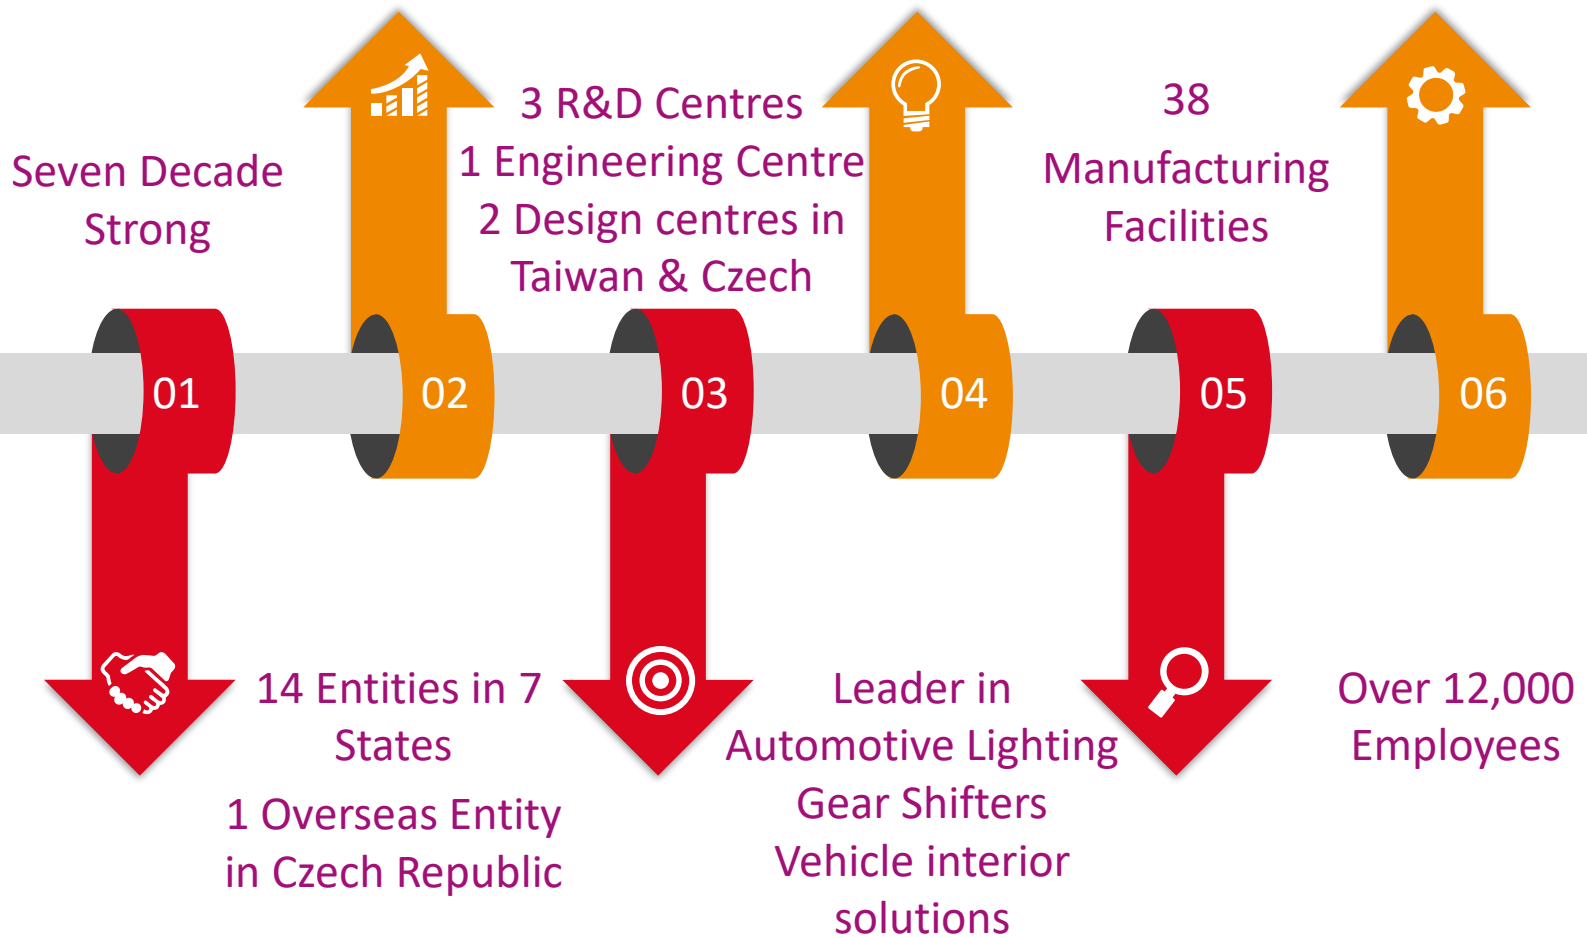 Seven Decade
Strong
01
02
14 Entities in 7
States
1 Overseas Entity
in Czech Republic
3 R&D Centres
1 Engineering Centre
2 Design centres in
Taiwan & Czech
03
04
Leader in
Automotive Lighting
Gear Shifters
Vehicle interior
solutions
38
Manufacturing
Facilities
05
06
Over 12,000
Employees